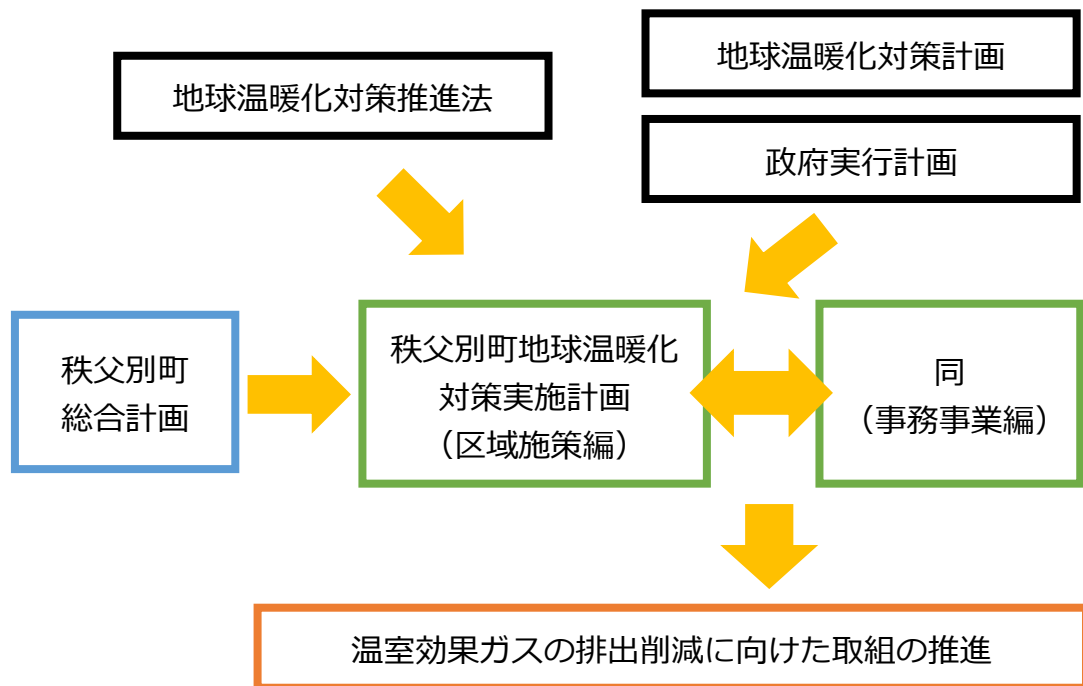 地球温暖化対策推進法
地球温暖化対策計画
政府実行計画
秩父別町
総合計画
秩父別町地球温暖化
対策実施計画
（区域施策編）
同
（事務事業編）
温室効果ガスの排出削減に向けた取組の推進